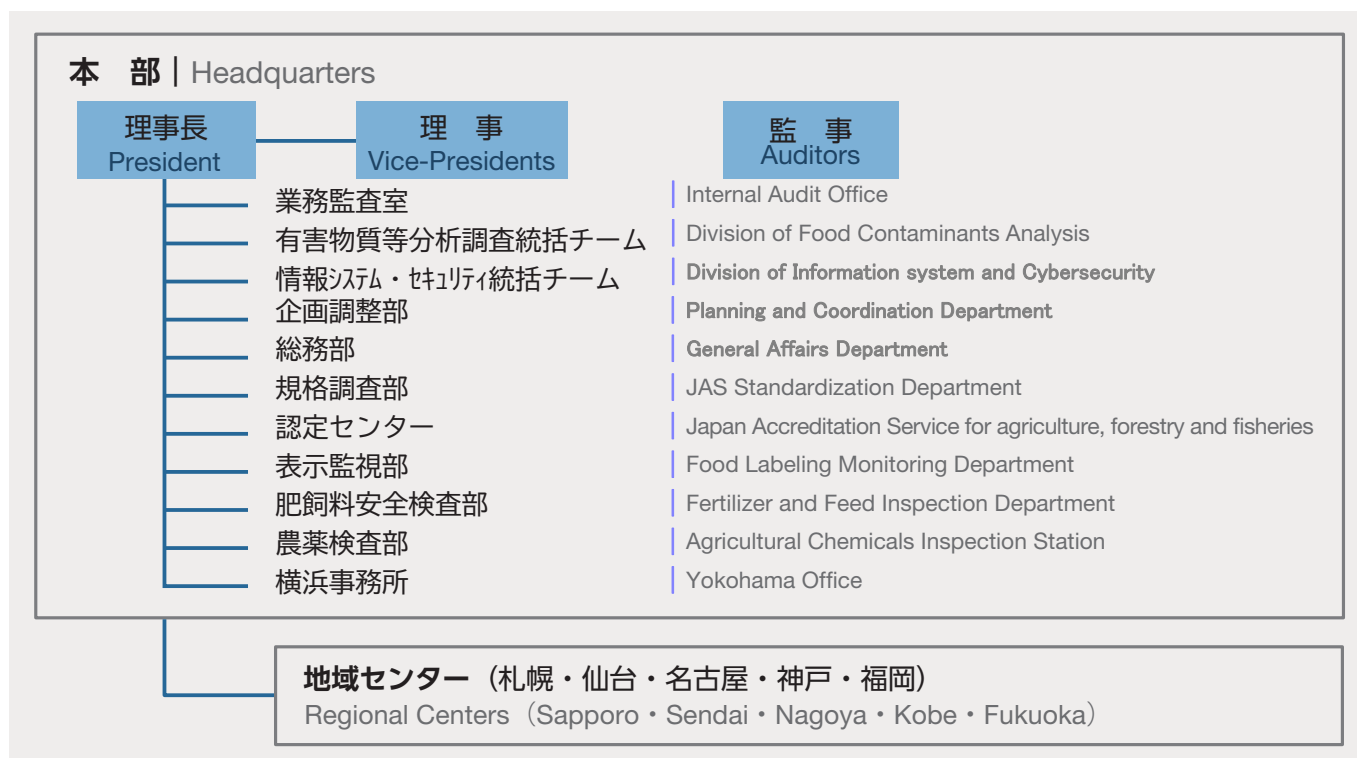 本　部｜Headquarters
理事長
President
理　事
Vice-Presidents
監　事
Auditors
業務監査室
Internal Audit Office
有害物質等分析調査統括チーム
Division of Food Contaminants Analysis
情報ｼｽﾃﾑ・ｾｷｭﾘﾃｨ統括チーム
Division of Information system and Cybersecurity
企画調整部
Planning and Coordination Department
総務部
General Affairs Department
規格調査部
JAS Standardization Department
認定センター
Japan Accreditation Service for agriculture, forestry and fisheries
表示監視部
Food Labeling Monitoring Department
肥飼料安全検査部
Fertilizer and Feed Inspection Department
農薬検査部
Agricultural Chemicals Inspection Station
横浜事務所
Yokohama Office
地域センター（札幌・仙台・名古屋・神戸・福岡）
Regional Centers（Sapporo・Sendai・Nagoya・Kobe・Fukuoka）